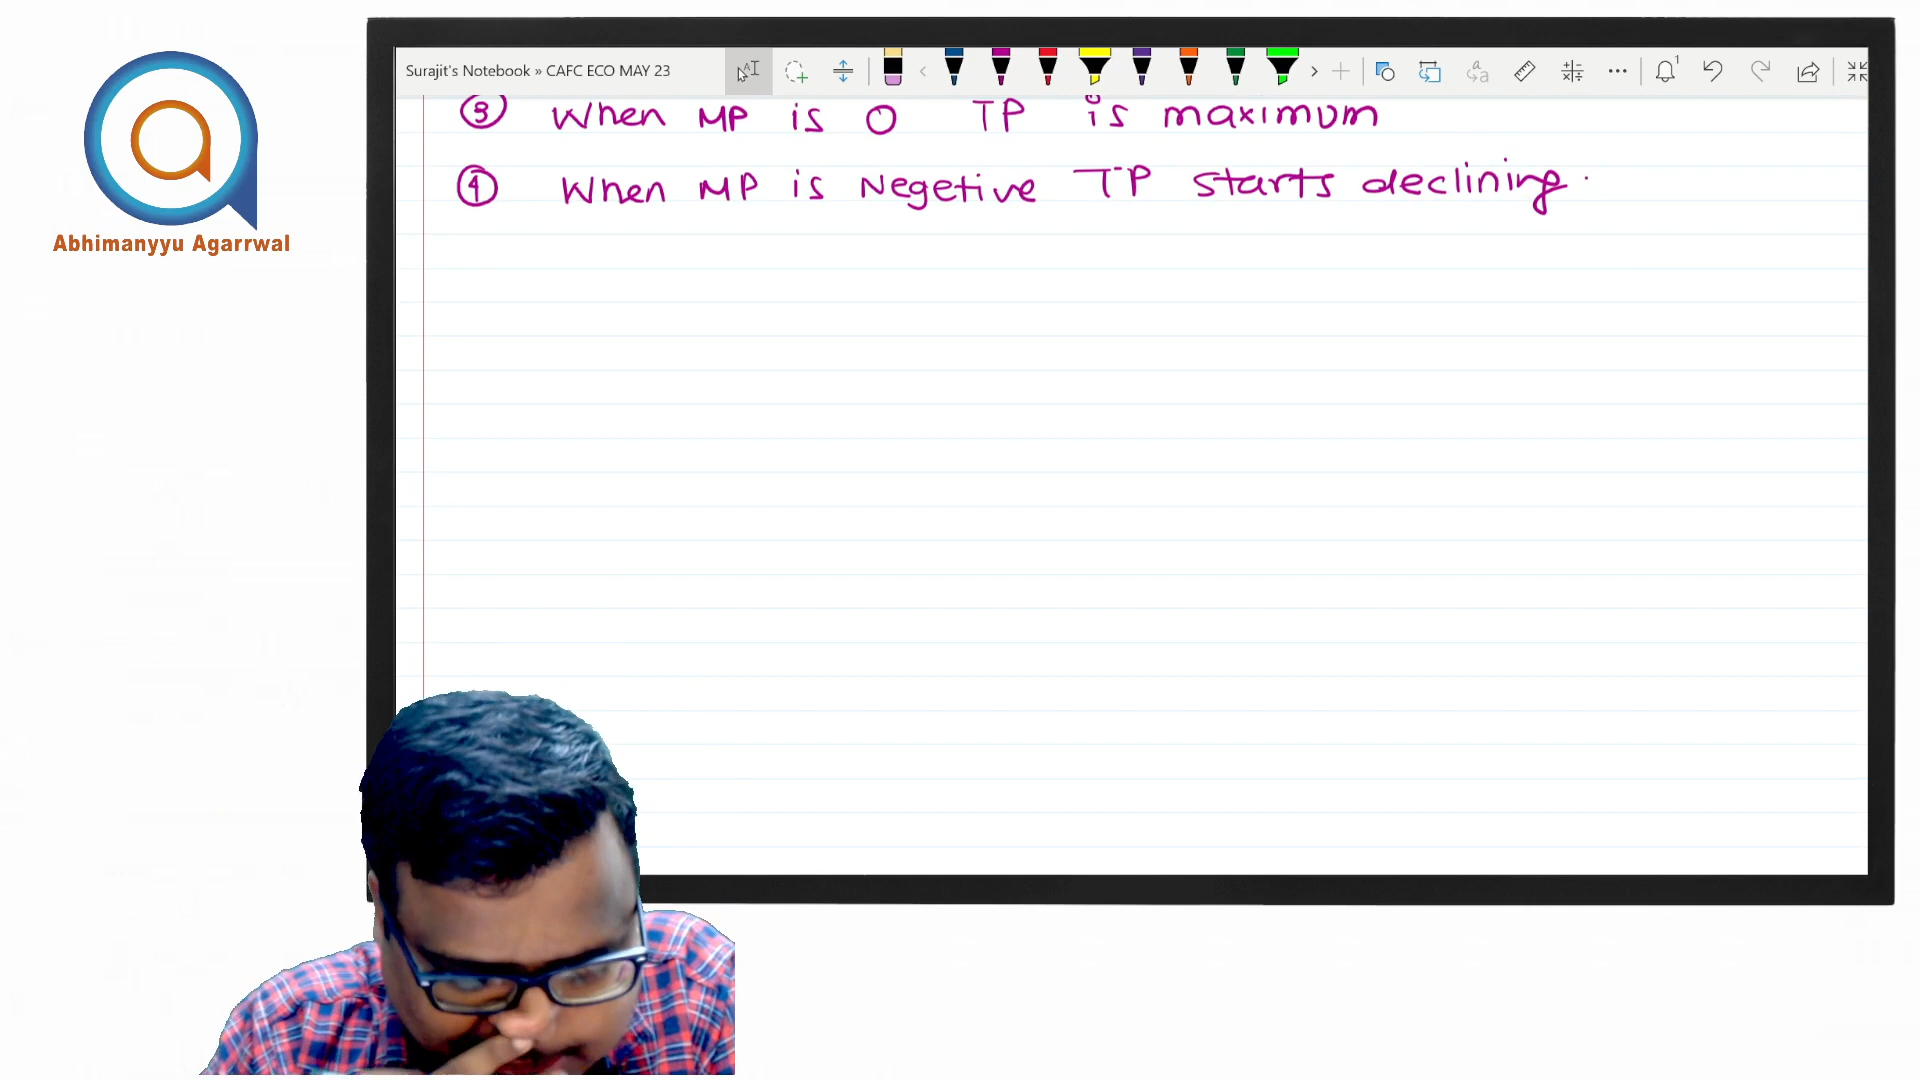 Abhimanyyu Agarrwal
Surajit's Notebook » CAFC ECO MAY 23
③ When MP is 0 TP is maximum
④ When MP is Negetive TP starts declining.